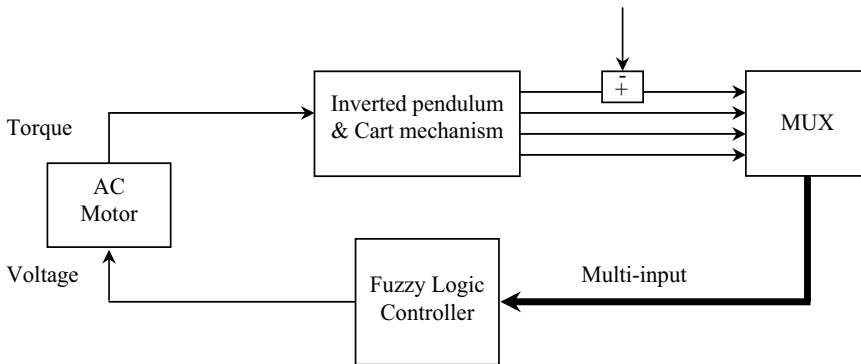 -
+
Inverted pendulum
& Cart mechanism
MUX
Torque
AC
Motor
Voltage
Fuzzy Logic
Controller
Multi-input